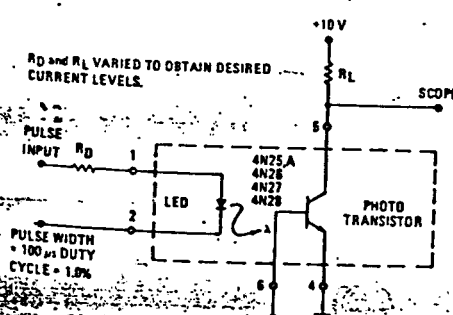 +10 V
RD and RL VARIED TO OBTAIN DESIRED
CURRENT LEVELS.
RL
SCOPE
5
PULSE
INPUT
RD
1
4N25,A
4N26
4N27
4N28
LED
PHOTO
TRANSISTOR
λ
2
PULSE WIDTH
= 100 µs DUTY
CYCLE = 1.0%
6
4